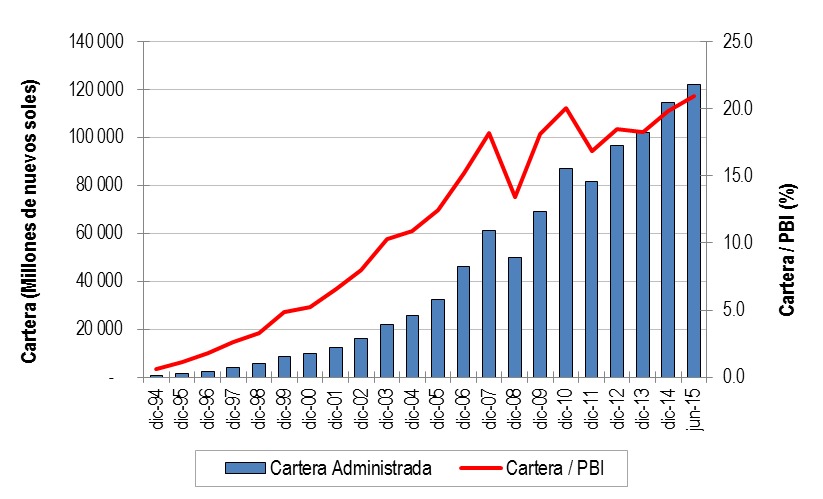 140 000
120 000
100 000
80 000
60 000
40 000
20 000
-
Cartera (Millones de nuevos soles)
25.0
20.0
15.0
10.0
5.0
0.0
Cartera / PBI (%)
dic-94
dic-95
dic-96
dic-97
dic-98
dic-99
dic-00
dic-01
dic-02
dic-03
dic-04
dic-05
dic-06
dic-07
dic-08
dic-09
dic-10
dic-11
dic-12
dic-13
dic-14
jun-15
Cartera Administrada
Cartera / PBI